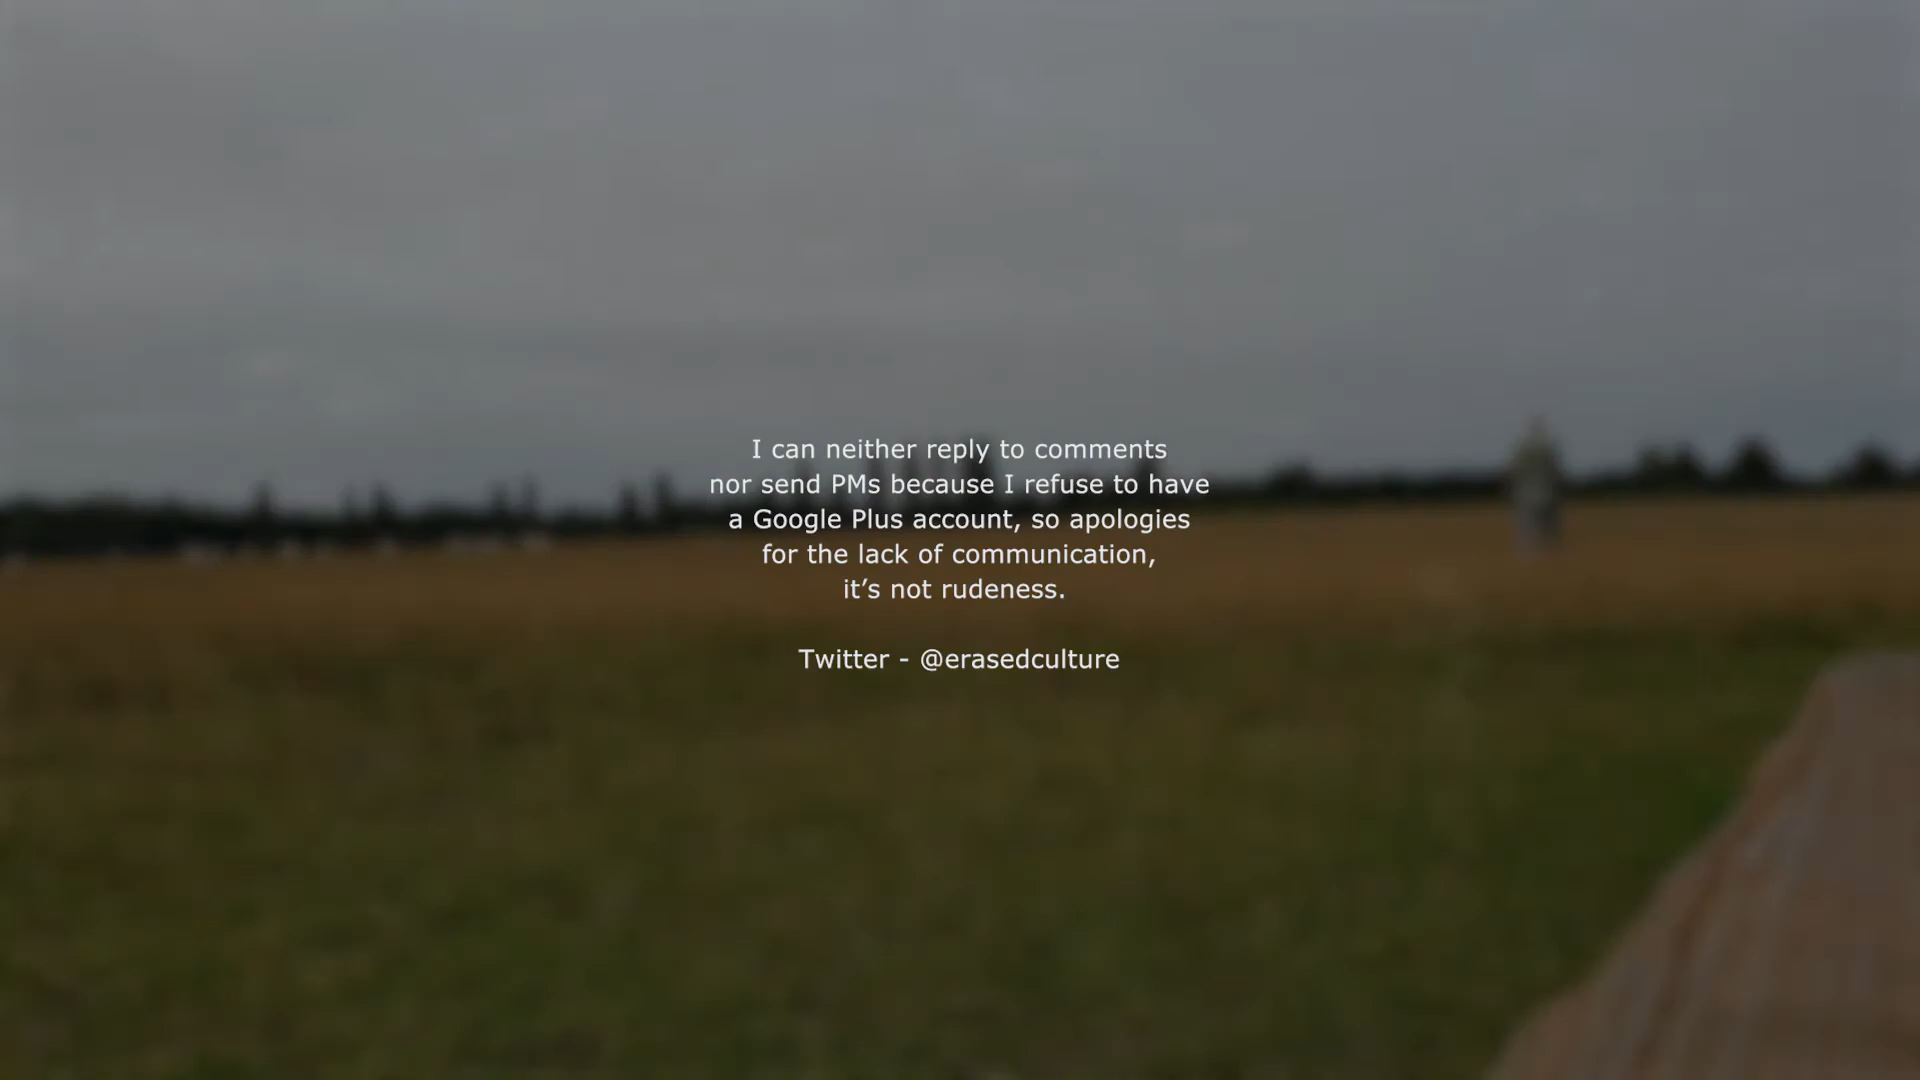 I can neither reply to comments
nor send PMs because I refuse to have
a Google Plus account, so apologies
for the lack of communication,
it’s not rudeness.
Twitter - @erasedculture